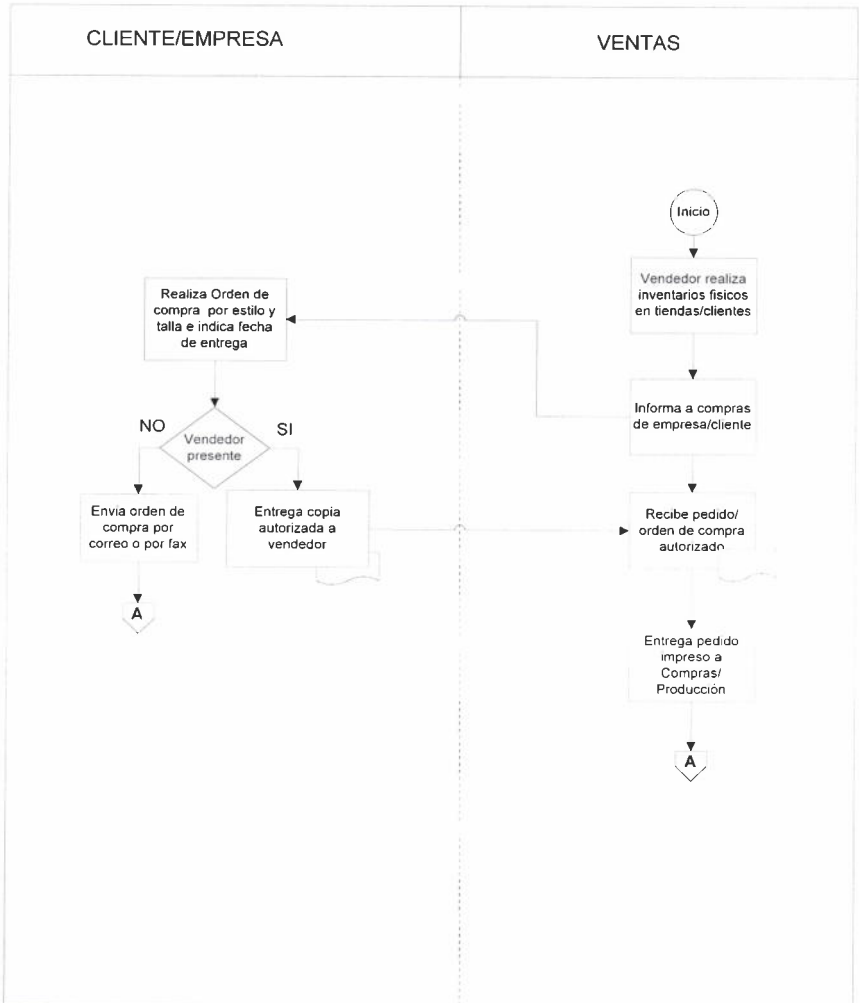 CLIENTE/EMPRESA
VENTAS
Inicio
Vendedor realiza
inventarios fisicos
en tiendas/clientes
Realiza Orden de
compra por estilo y
talla e indica fecha
de entrega
Informa a compras
de empresa/cliente
NO
SI
Vendedor
presente
Envia orden de
compra por
correo o por fax
Entrega copia
autorizada a
vendedor
Recibe pedido/
orden de compra
autorizado
A
Entrega pedido
impreso a
Compras/
Producción
A